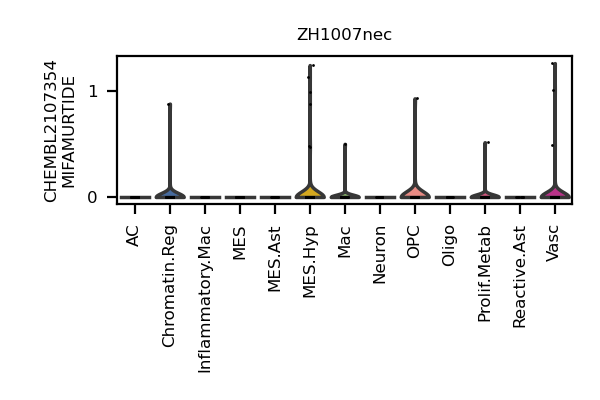 ZH1007nec
CHEMBL2107354
MIFAMURTIDE
1
0
AC
Chromatin.Reg
Inflammatory.Mac
MES
MES.Ast
MES.Hyp
Mac
Neuron
OPC
Oligo
Prolif.Metab
Reactive.Ast
Vasc